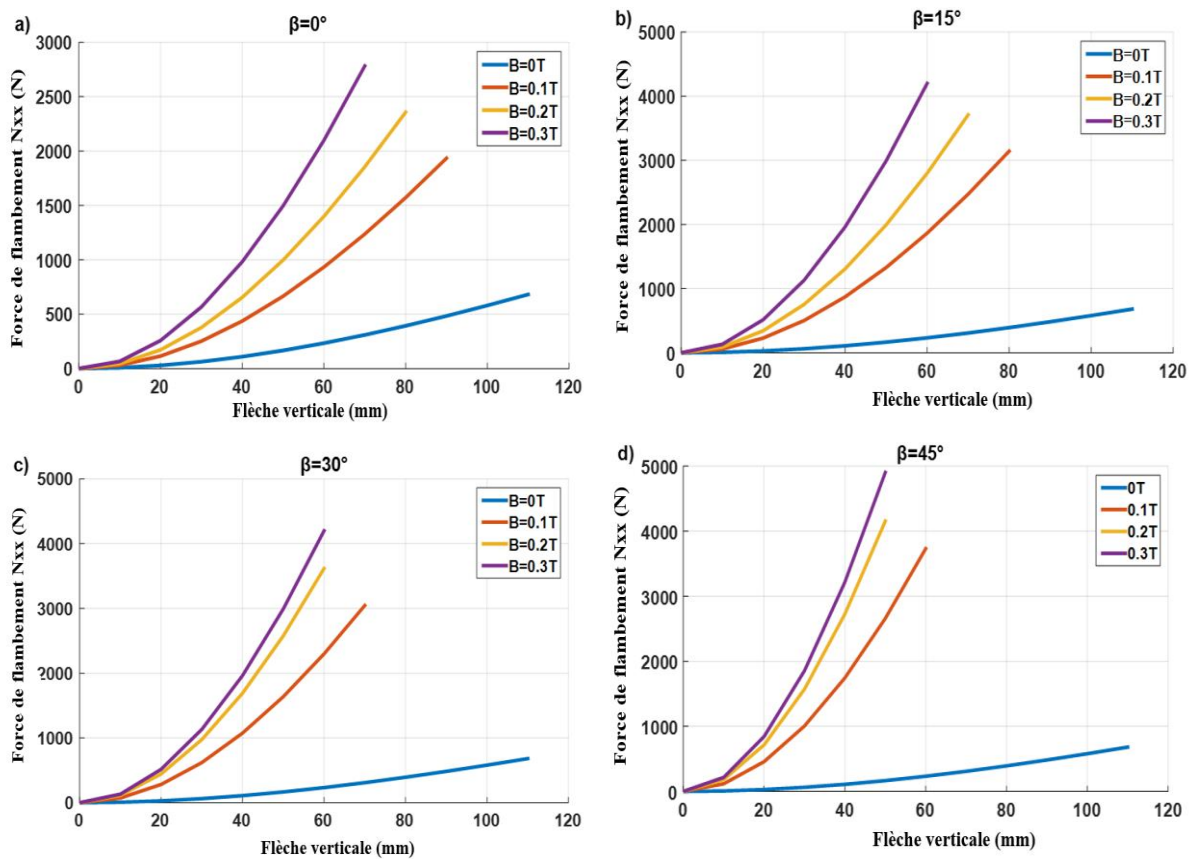 a)
β=0°
Force de flambement Nxx (N)
3000
2500
2000
1500
1000
500
0
B=0T
B=0.1T
B=0.2T
B=0.3T
0 20 40 60 80 100 120
Flèche verticale (mm)
b)
β=15°
Force de flambement Nxx (N)
5000
4000
3000
2000
1000
0
B=0T
B=0.1T
B=0.2T
B=0.3T
0 20 40 60 80 100 120
Flèche verticale (mm)
c)
β=30°
Force de flambement Nxx (N)
5000
4000
3000
2000
1000
0
B=0T
B=0.1T
B=0.2T
B=0.3T
0 20 40 60 80 100 120
Flèche verticale (mm)
d)
β=45°
Force de flambement Nxx (N)
5000
4000
3000
2000
1000
0
0T
0.1T
0.2T
0.3T
0 20 40 60 80 100 120
Flèche verticale (mm)